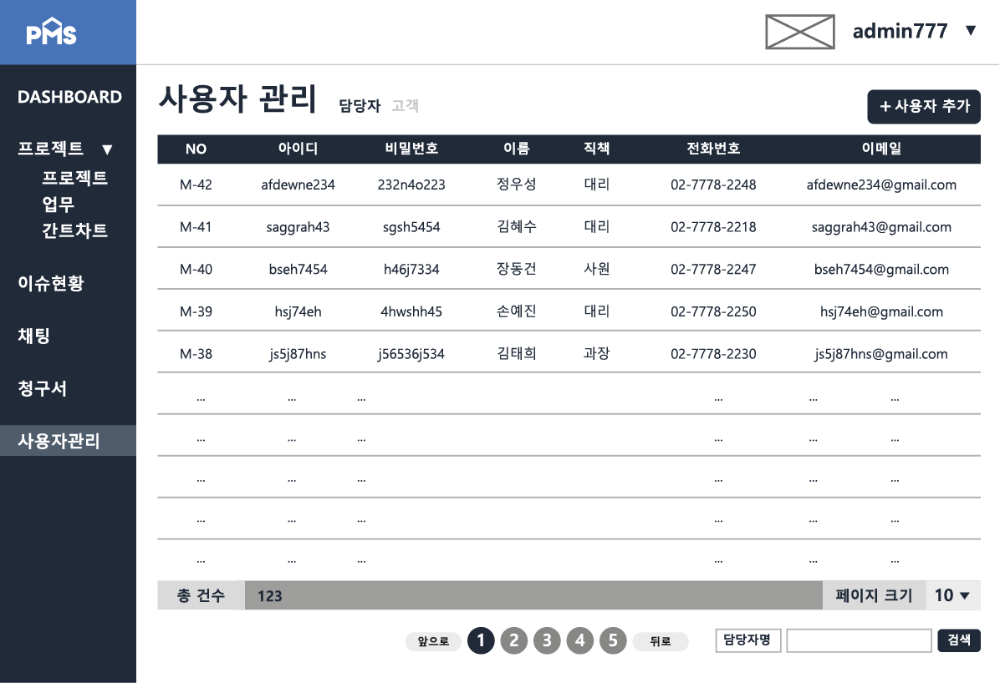 PMS
admin777 ▼
DASHBOARD
프로젝트 ▼
프로젝트
업무
간트차트
이슈현황
채팅
청구서
사용자관리
사용자 관리 담당자 고객
+ 사용자 추가
NO 아이디 비밀번호 이름 직책 전화번호 이메일
M-42 afdewne234 232n4o223 정우성 대리 02-7778-2248 afdewne234@gmail.com
M-41 saggrah43 sgsh5454 김혜수 대리 02-7778-2218 saggrah43@gmail.com
M-40 bseh7454 h46j7334 장동건 사원 02-7778-2247 bseh7454@gmail.com
M-39 hsj74eh 4hwshh45 손예진 대리 02-7778-2250 hsj74eh@gmail.com
M-38 js5j87hns j56536j534 김태희 과장 02-7778-2230 js5j87hns@gmail.com
... ... ... ... ... ...
... ... ... ... ... ...
... ... ... ... ... ...
... ... ... ... ... ...
... ... ... ... ... ...
총 건수 123 페이지 크기 10 ▼
앞으로 1 2 3 4 5 뒤로 담당자명 검색